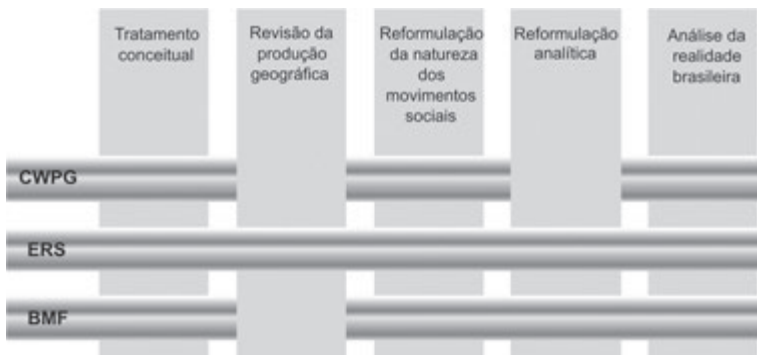 Tratamento
conceitual
Revisão da
produção
geográfica
Reformulação
da natureza
dos
movimentos
sociais
Reformulação
analítica
Análise da
realidade
brasileira
CWPG
ERS
BMF